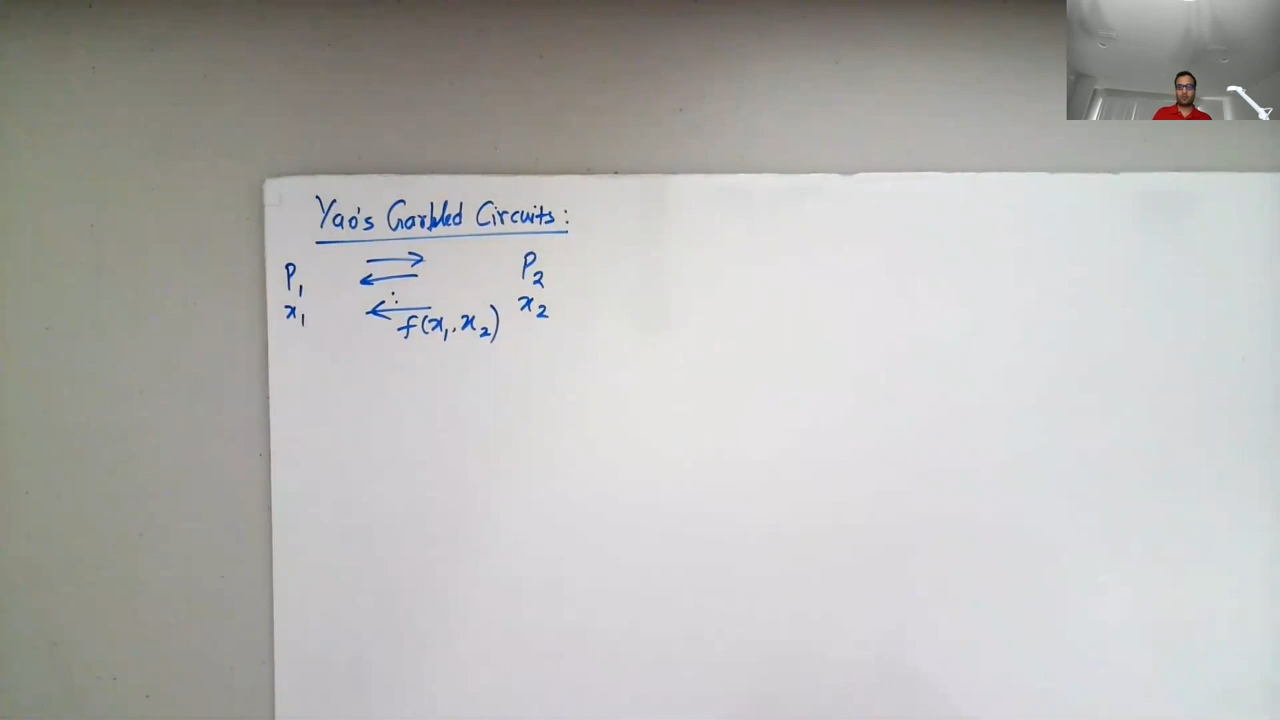 Yao's Garbled Circuits:
P₁ P₂
x₁ x₂
f(x₁, x₂)